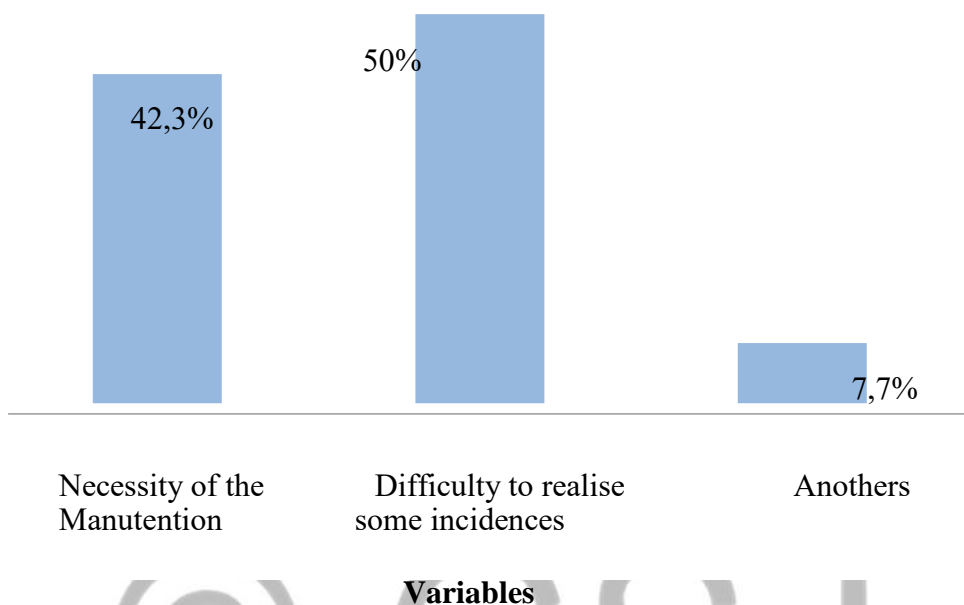 50%
42,3%
7,7%
Necessity of the
Manutention
Difficulty to realise
some incidences
Anothers
Variables